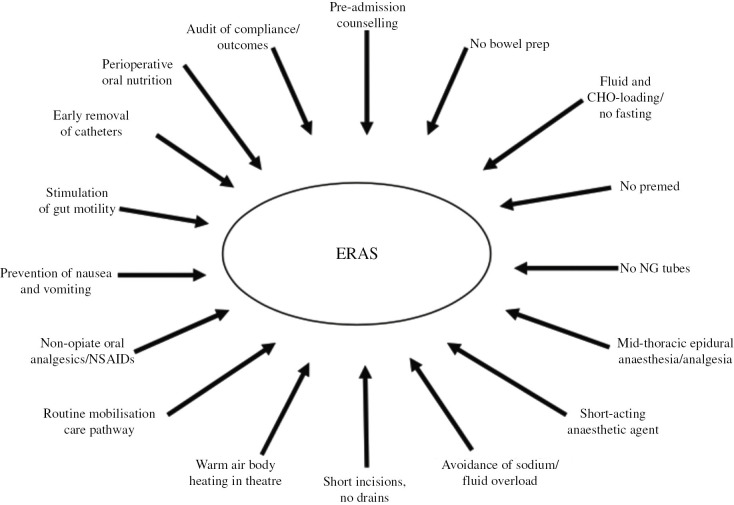 Pre-admission
counselling
No bowel prep
Fluid and
CHO-loading/
no fasting
No premed
No NG tubes
Mid-thoracic epidural
anaesthesia/analgesia
Short-acting
anaesthetic agent
Avoidance of sodium/
fluid overload
Short incisions,
no drains
Warm air body
heating in theatre
Routine mobilisation
care pathway
Non-opiate oral
analgesics/NSAIDs
Prevention of nausea
and vomiting
Stimulation
of gut motility
Early removal
of catheters
Perioperative
oral nutrition
Audit of compliance/
outcomes
ERAS